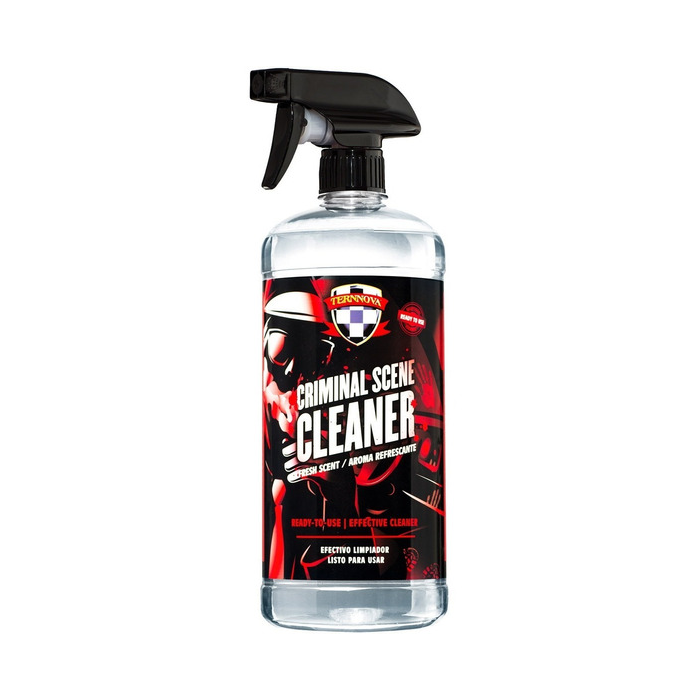 TERNNOVA
READY TO USE
CRIMINAL SCENE
CLEANER
FRESH SCENT / AROMA REFRESCANTE
READY-TO-USE | EFFECTIVE CLEANER
EFECTIVO LIMPIADOR
LISTO PARA USAR